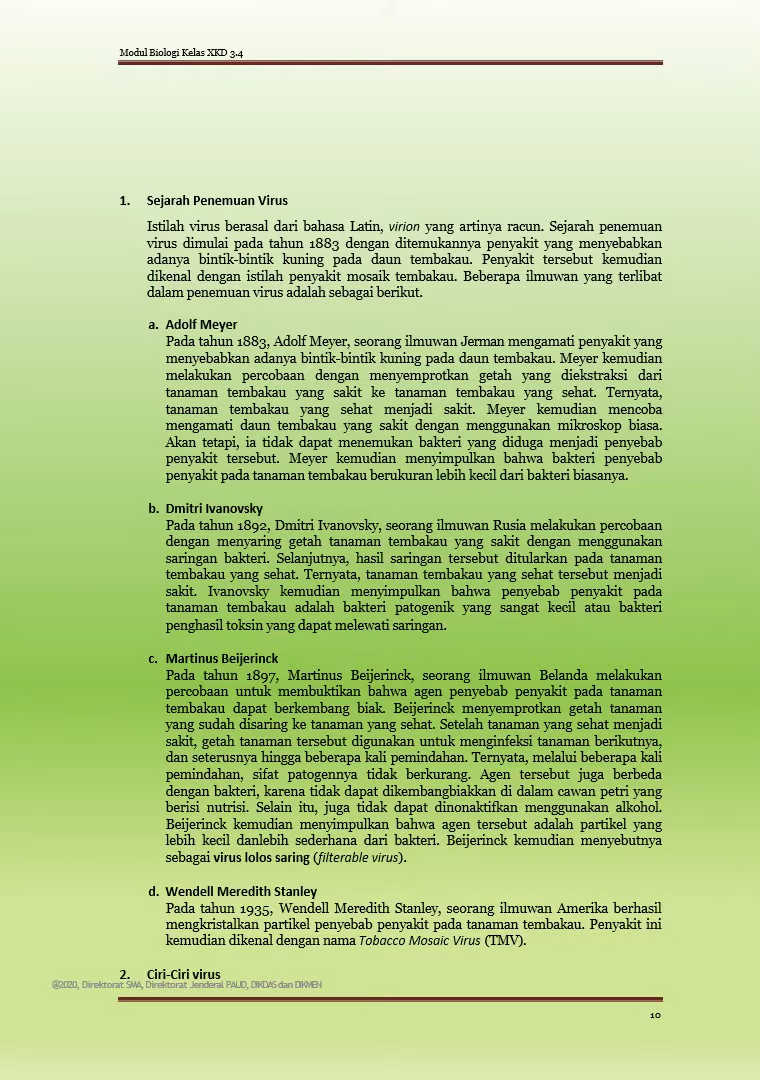 Modul Biologi Kelas XKD 3.4
1. Sejarah Penemuan Virus
Istilah virus berasal dari bahasa Latin, virion yang artinya racun. Sejarah penemuan
virus dimulai pada tahun 1883 dengan ditemukannya penyakit yang menyebabkan
adanya bintik-bintik kuning pada daun tembakau. Penyakit tersebut kemudian
dikenal dengan istilah penyakit mosaik tembakau. Beberapa ilmuwan yang terlibat
dalam penemuan virus adalah sebagai berikut.
a. Adolf Meyer
Pada tahun 1883, Adolf Meyer, seorang ilmuwan Jerman mengamati penyakit yang
menyebabkan adanya bintik-bintik kuning pada daun tembakau. Meyer kemudian
melakukan percobaan dengan menyemprotkan getah yang diekstraksi dari
tanaman tembakau yang sakit ke tanaman tembakau yang sehat. Ternyata,
tanaman tembakau yang sehat menjadi sakit. Meyer kemudian mencoba
mengamati daun tembakau yang sakit dengan menggunakan mikroskop biasa.
Akan tetapi, ia tidak dapat menemukan bakteri yang diduga menjadi penyebab
penyakit tersebut. Meyer kemudian menyimpulkan bahwa bakteri penyebab
penyakit pada tanaman tembakau berukuran lebih kecil dari bakteri biasanya.
b. Dmitri Ivanovsky
Pada tahun 1892, Dmitri Ivanovsky, seorang ilmuwan Rusia melakukan percobaan
dengan menyaring getah tanaman tembakau yang sakit dengan menggunakan
saringan bakteri. Selanjutnya, hasil saringan tersebut ditularkan pada tanaman
tembakau yang sehat. Ternyata, tanaman tembakau yang sehat tersebut menjadi
sakit. Ivanovsky kemudian menyimpulkan bahwa penyebab penyakit pada
tanaman tembakau adalah bakteri patogenik yang sangat kecil atau bakteri
penghasil toksin yang dapat melewati saringan.
c. Martinus Beijerinck
Pada tahun 1897, Martinus Beijerinck, seorang ilmuwan Belanda melakukan
percobaan untuk membuktikan bahwa agen penyebab penyakit pada tanaman
tembakau dapat berkembang biak. Beijerinck menyemprotkan getah tanaman
yang sudah disaring ke tanaman yang sehat. Setelah tanaman yang sehat menjadi
sakit, getah tanaman tersebut digunakan untuk menginfeksi tanaman berikutnya,
dan seterusnya hingga beberapa kali pemindahan. Ternyata, melalui beberapa kali
pemindahan, sifat patogennya tidak berkurang. Agen tersebut juga berbeda
dengan bakteri, karena tidak dapat dikembangbiakkan di dalam cawan petri yang
berisi nutrisi. Selain itu, juga tidak dapat dinonaktifkan menggunakan alkohol.
Beijerinck kemudian menyimpulkan bahwa agen tersebut adalah partikel yang
lebih kecil danlebih sederhana dari bakteri. Beijerinck kemudian menyebutnya
sebagai virus lolos saring (filterable virus).
d. Wendell Meredith Stanley
Pada tahun 1935, Wendell Meredith Stanley, seorang ilmuwan Amerika berhasil
mengkristalkan partikel penyebab penyakit pada tanaman tembakau. Penyakit ini
kemudian dikenal dengan nama Tobacco Mosaic Virus (TMV).
2. Ciri-Ciri virus
@2020, Direktorat SMA, Direktorat Jenderal PAUD, DIKDAS dan DIKMEN
10